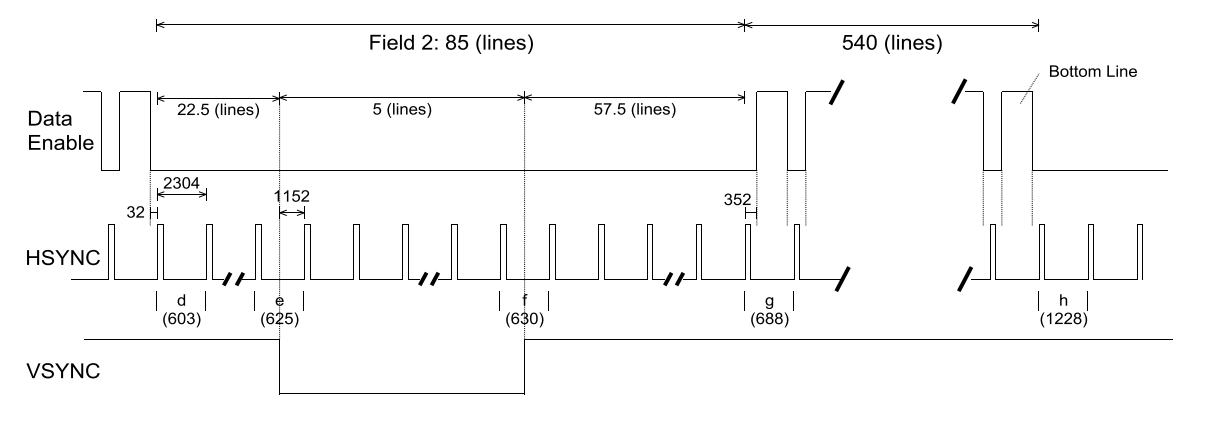 Field 2: 85 (lines)
540 (lines)
Bottom Line
Data
Enable
22.5 (lines)
5 (lines)
57.5 (lines)
2304
1152
32
352
HSYNC
d
(603)
e
(625)
f
(630)
g
(688)
h
(1228)
VSYNC